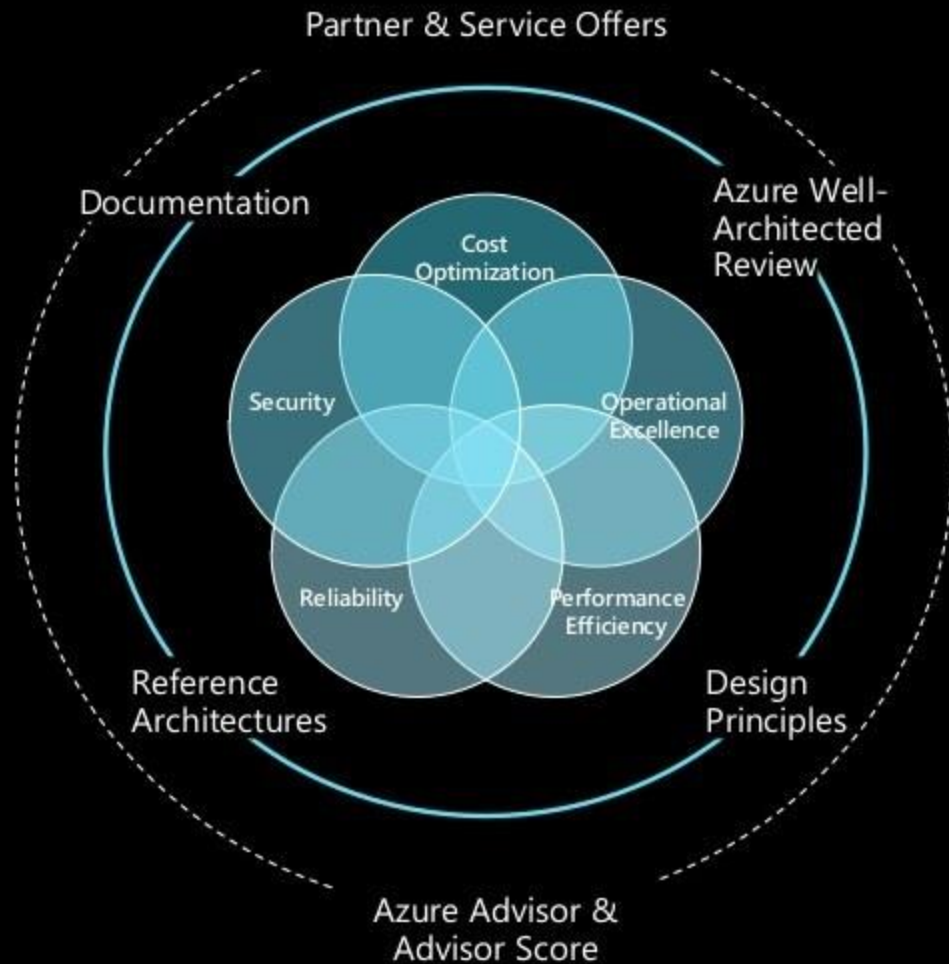 Partner & Service Offers
Documentation
Azure Well-
Architected
Review
Cost
Optimization
Security
Operational
Excellence
Reliability
Performance
Efficiency
Reference
Architectures
Design
Principles
Azure Advisor &
Advisor Score